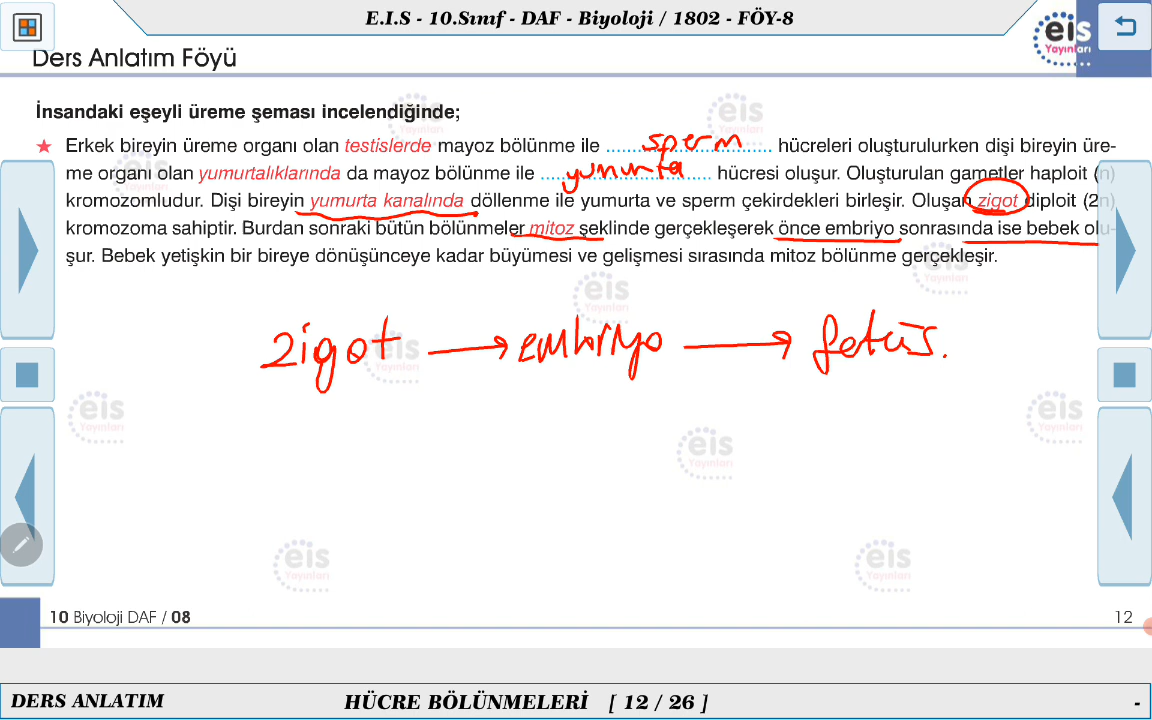 E.I.S - 10.Sınıf - DAF - Biyoloji / 1802 - FÖY-8
eis
Yayınları
Ders Anlatım Föyü
İnsandaki eşeyli üreme şeması incelendiğinde;
★ Erkek bireyin üreme organı olan testislerde mayoz bölünme ile sperm hücreleri oluşturulurken dişi bireyin üre-
me organı olan yumurtalıklarında da mayoz bölünme ile yumurta hücresi oluşur. Oluşturulan gametler haploit (n)
kromozomludur. Dişi bireyin yumurta kanalında döllenme ile yumurta ve sperm çekirdekleri birleşir. Oluşan zigot diploit (2n)
kromozoma sahiptir. Burdan sonraki bütün bölünmeler mitoz şeklinde gerçekleşerek önce embriyo sonrasında ise bebek olu-
şur. Bebek yetişkin bir bireye dönüşünceye kadar büyümesi ve gelişmesi sırasında mitoz bölünme gerçekleşir.
zigot → embriyo → fetüs.
10 Biyoloji DAF / 08
12
DERS ANLATIM
HÜCRE BÖLÜNMELERİ [ 12 / 26 ]
-